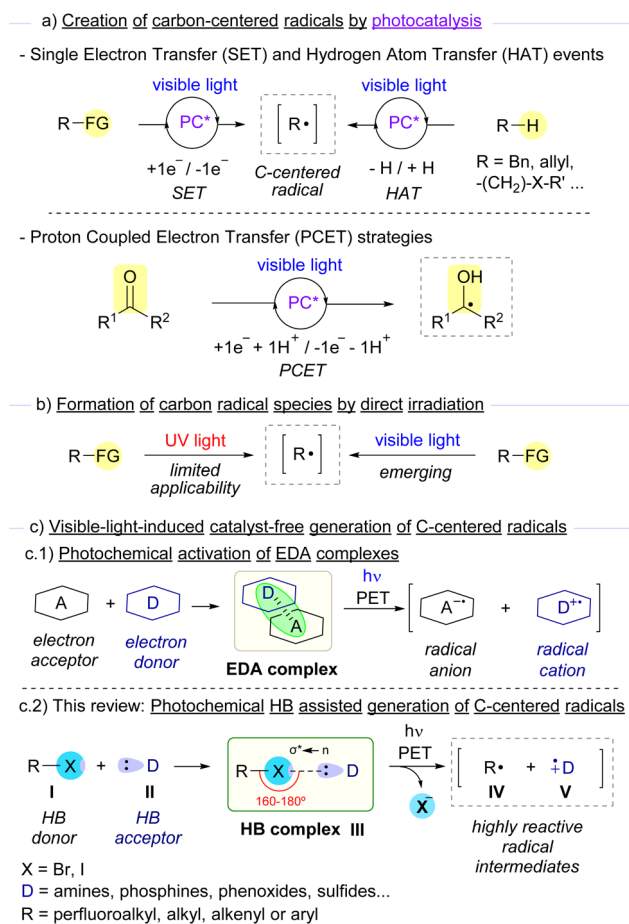 a) Creation of carbon-centered radicals by photocatalysis
- Single Electron Transfer (SET) and Hydrogen Atom Transfer (HAT) events
visible light visible light
R–FG PC* [R•] PC* R–H
+1e⁻ / -1e⁻ C-centered - H / + H R = Bn, allyl,
SET radical HAT -(CH₂)-X-R' ...
- Proton Coupled Electron Transfer (PCET) strategies
visible light
O OH
R¹ R² PC* R¹ • R²
+1e⁻ + 1H⁺ / -1e⁻ - 1H⁺
PCET
b) Formation of carbon radical species by direct irradiation
UV light visible light
R–FG [R•] R–FG
limited emerging
applicability
c) Visible-light-induced catalyst-free generation of C-centered radicals
c.1) Photochemical activation of EDA complexes
hν
A + D D A PET [A⁻• + D⁺•]
electron electron radical radical
acceptor donor anion cation
EDA complex
c.2) This review: Photochemical HB assisted generation of C-centered radicals
hν
σ* ← n PET
R–X + :D R–X---:D [R• + •+D]
I II 160-180º X⁻ IV V
HB HB HB complex III highly reactive
donor acceptor radical
intermediates
X = Br, I
D = amines, phosphines, phenoxides, sulfides...
R = perfluoroalkyl, alkyl, alkenyl or aryl